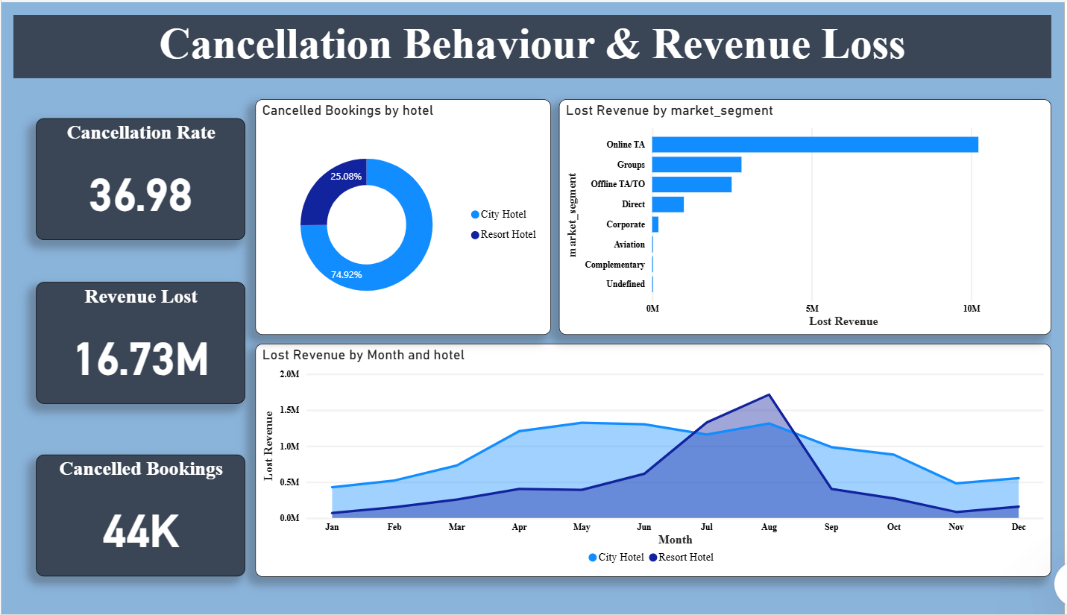 Cancellation Behaviour & Revenue Loss
Cancellation Rate
36.98
Revenue Lost
16.73M
Cancelled Bookings
44K
Cancelled Bookings by hotel
25.08%
74.92%
City Hotel
Resort Hotel
Lost Revenue by market_segment
market_segment
Online TA
Groups
Offline TA/TO
Direct
Corporate
Aviation
Complementary
Undefined
0M 5M 10M
Lost Revenue
Lost Revenue by Month and hotel
Lost Revenue
2.0M
1.5M
1.0M
0.5M
0.0M
Jan Feb Mar Apr May Jun Jul Aug Sep Oct Nov Dec
Month
City Hotel Resort Hotel